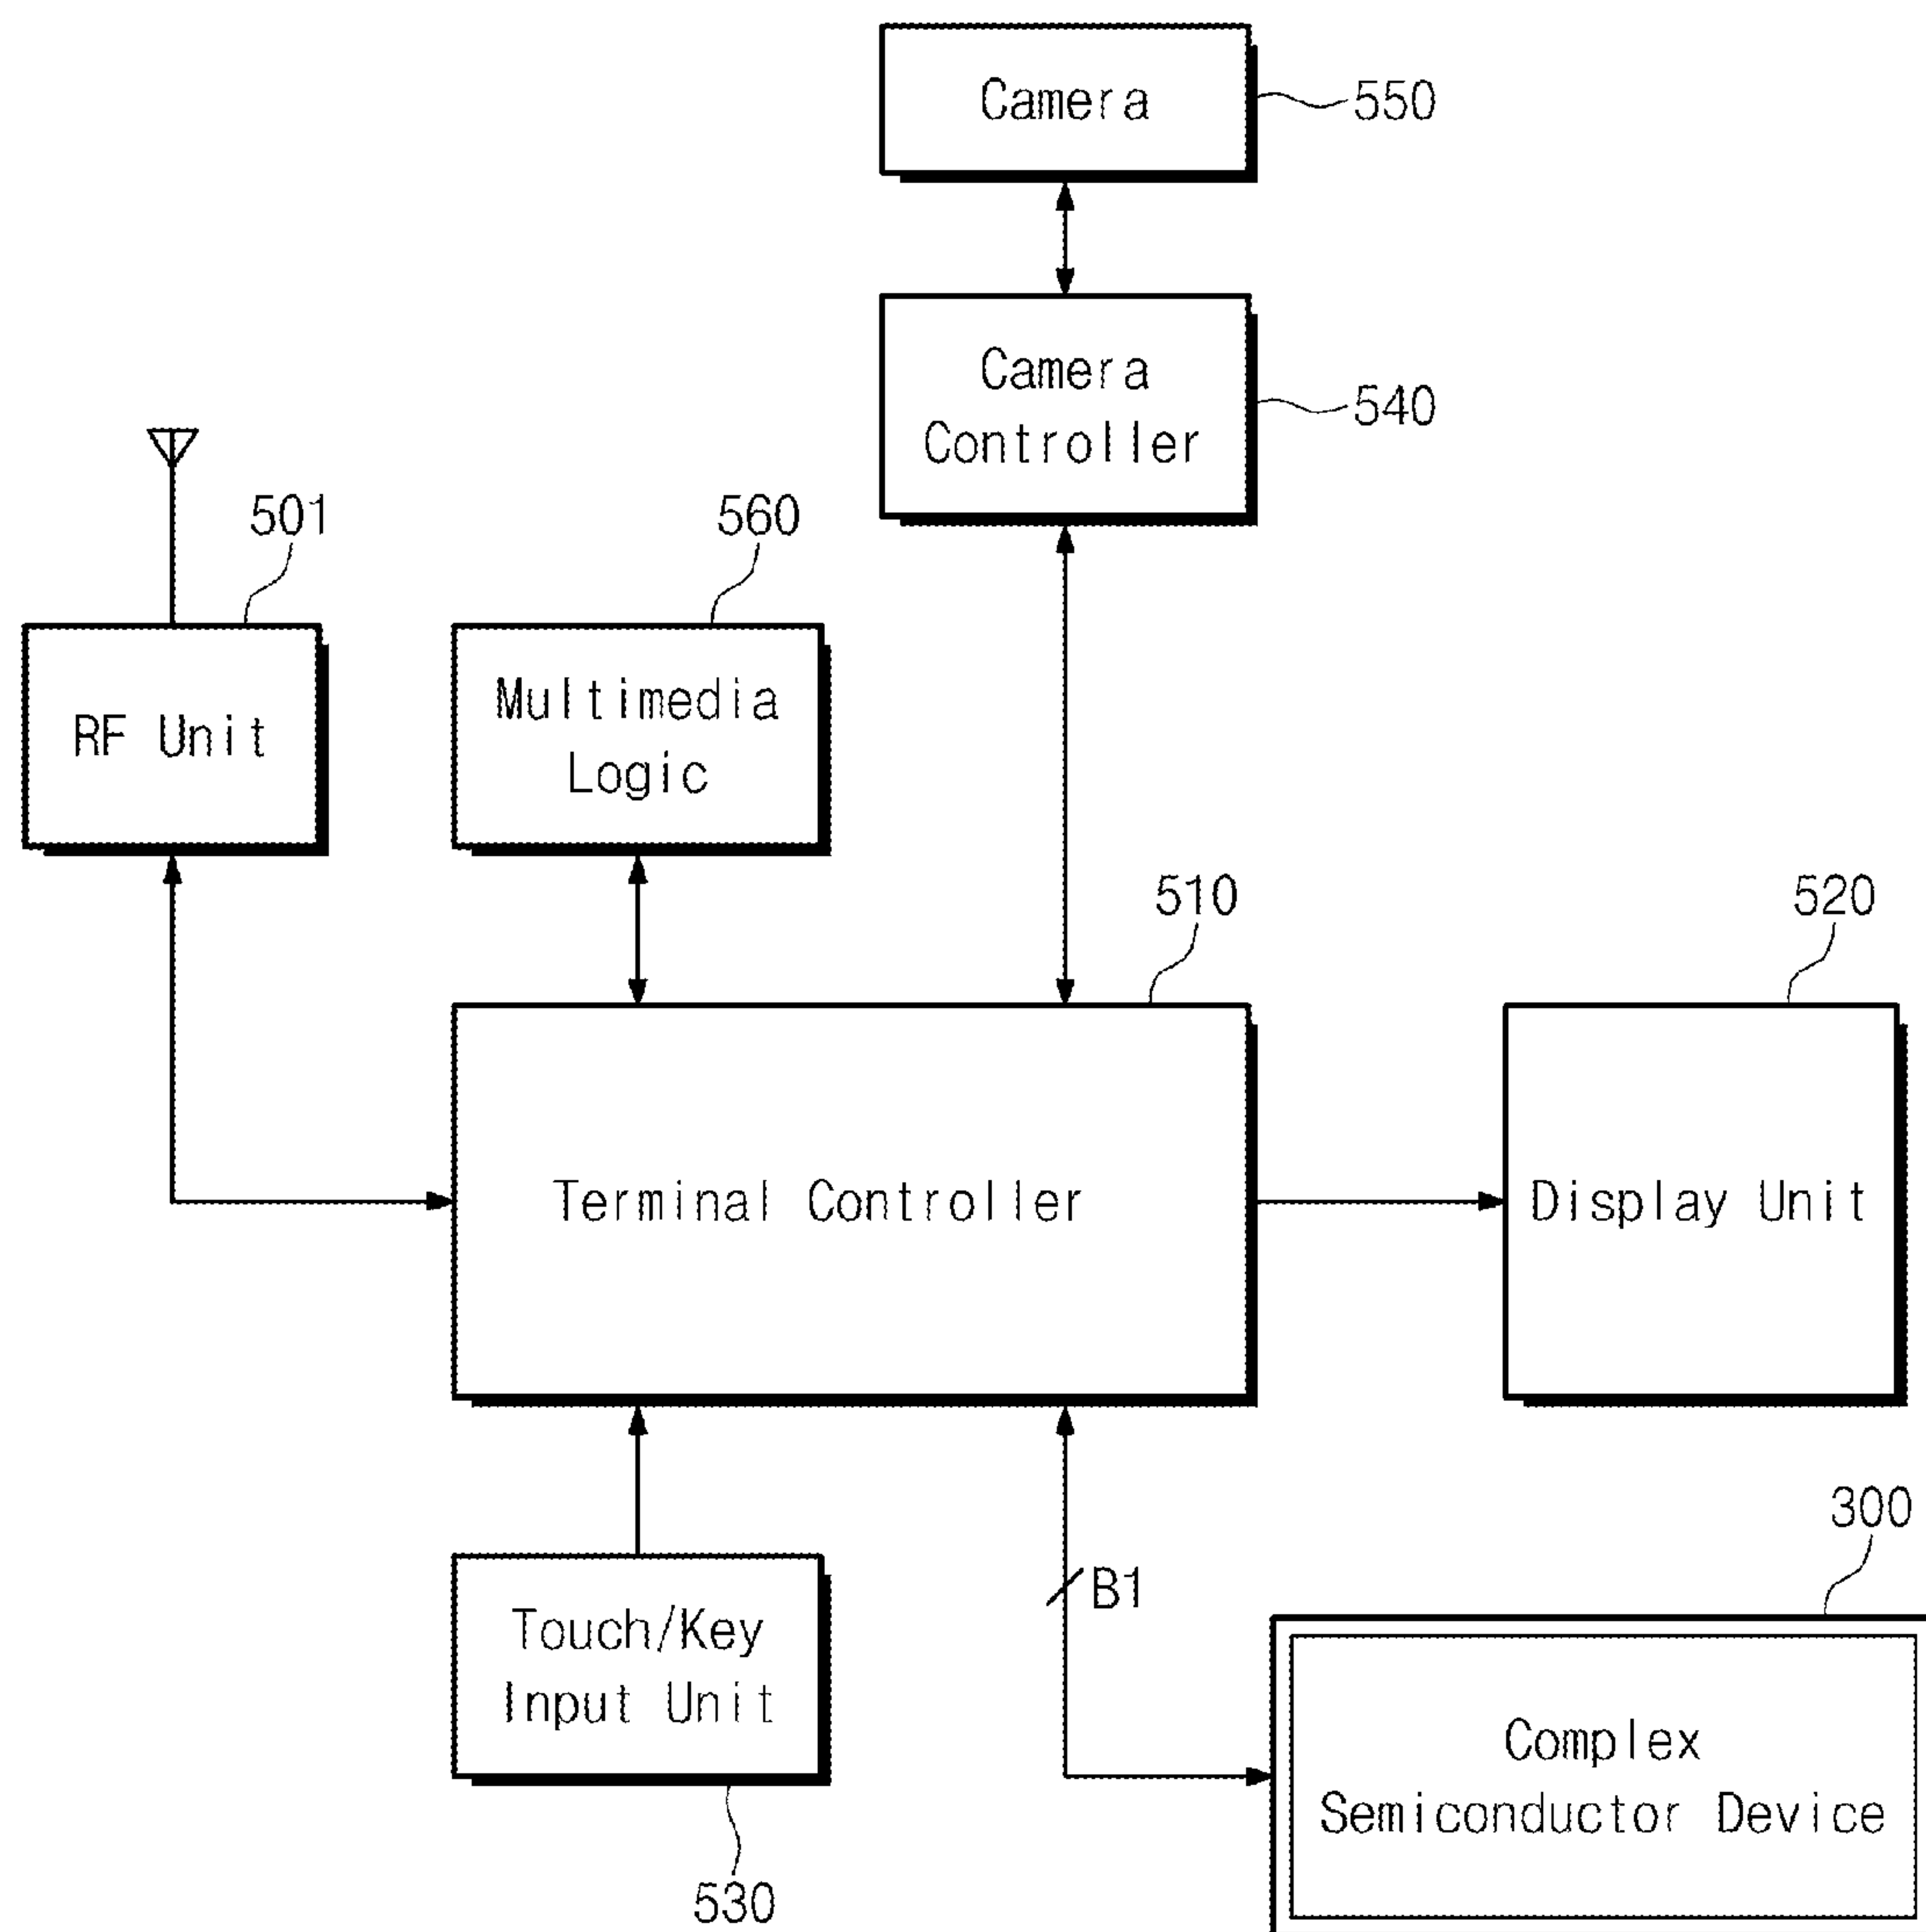 Camera
550
Camera
Controller
540
501
560
RF Unit
Multimedia
Logic
510
520
Terminal Controller
Display Unit
300
B1
Touch/Key
Input Unit
Complex
Semiconductor Device
530